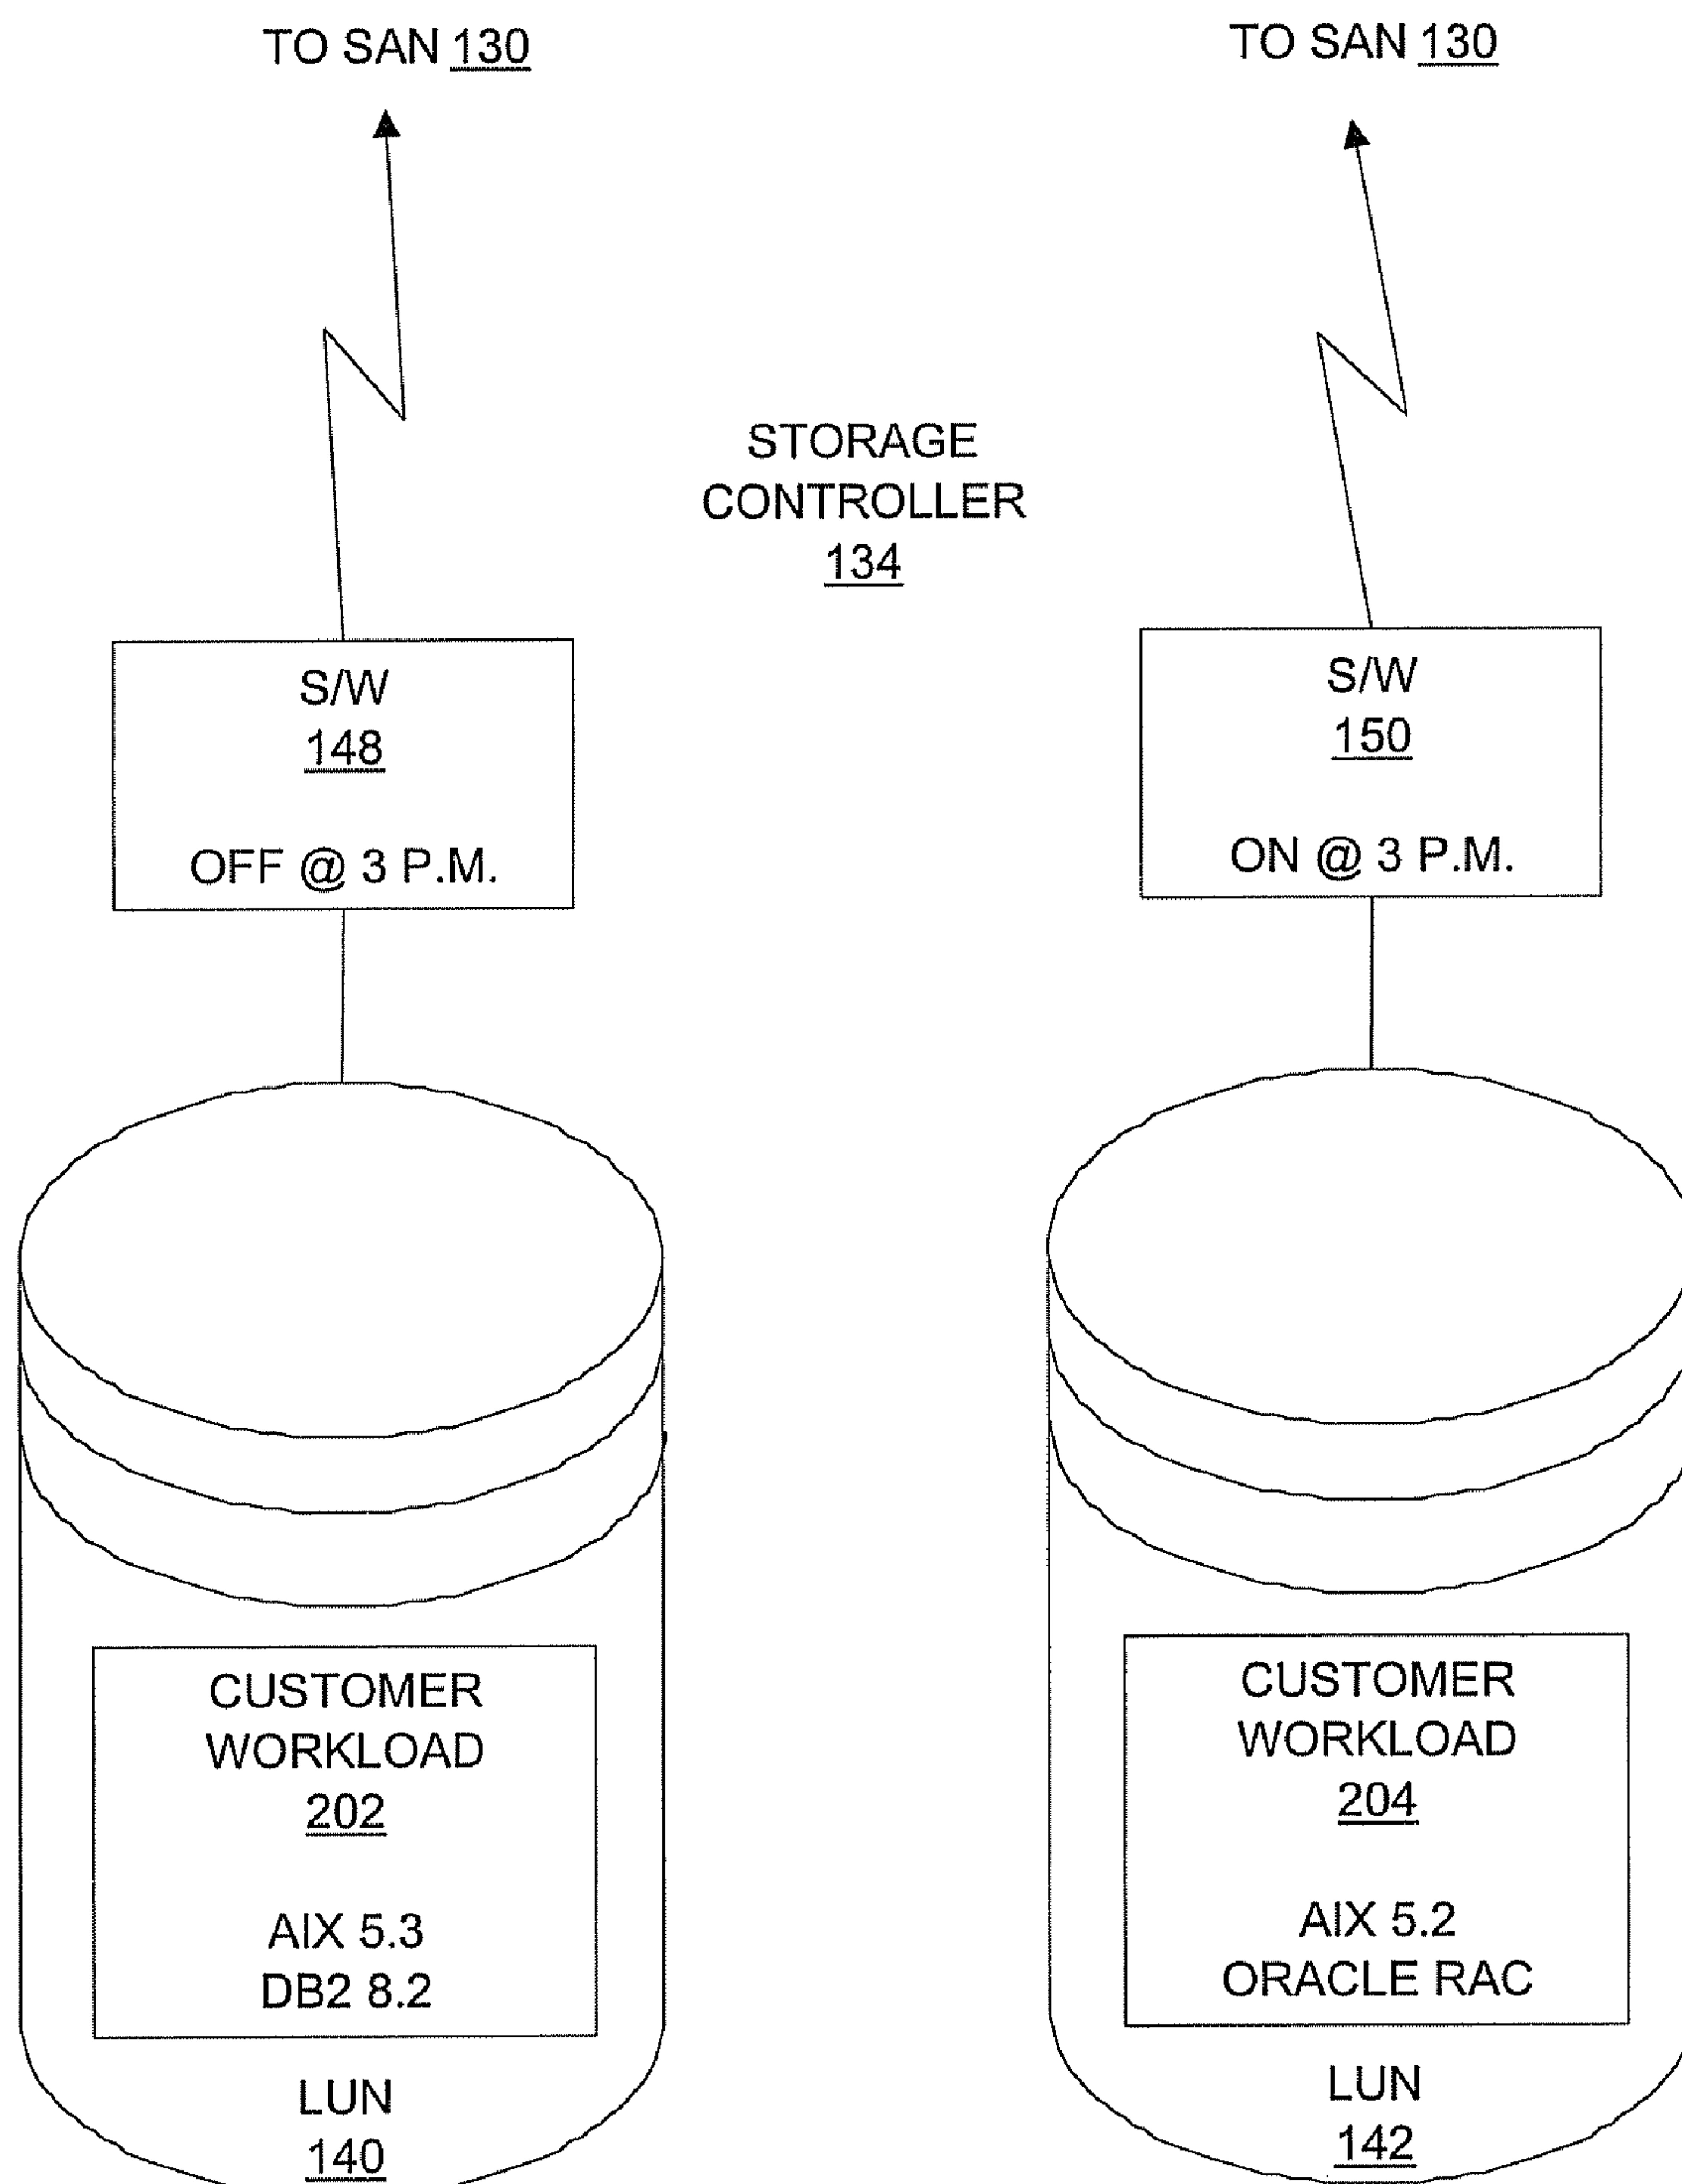 TO SAN 130
TO SAN 130
STORAGE
CONTROLLER
134
S/W
148
OFF @ 3 P.M.
S/W
150
ON @ 3 P.M.
CUSTOMER
WORKLOAD
202
AIX 5.3
DB2 8.2
LUN
140
CUSTOMER
WORKLOAD
204
AIX 5.2
ORACLE RAC
LUN
142